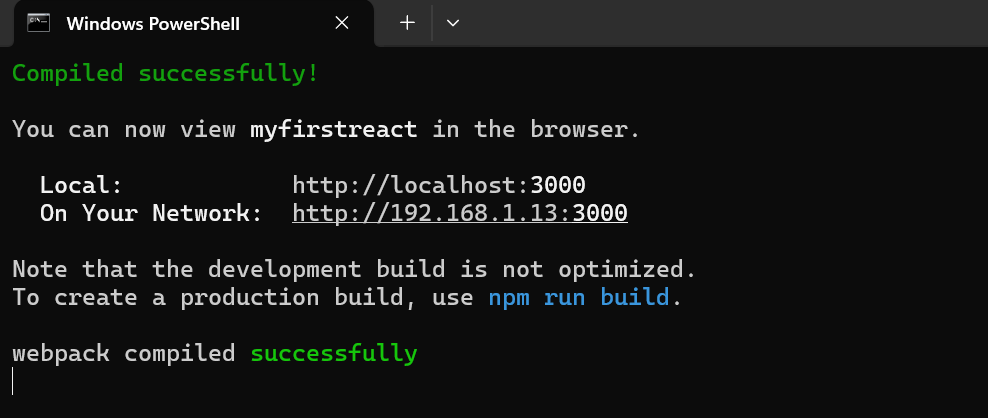 Windows PowerShell
Compiled successfully!
You can now view myfirstreact in the browser.
Local: http://localhost:3000
On Your Network: http://192.168.1.13:3000
Note that the development build is not optimized.
To create a production build, use npm run build.
webpack compiled successfully